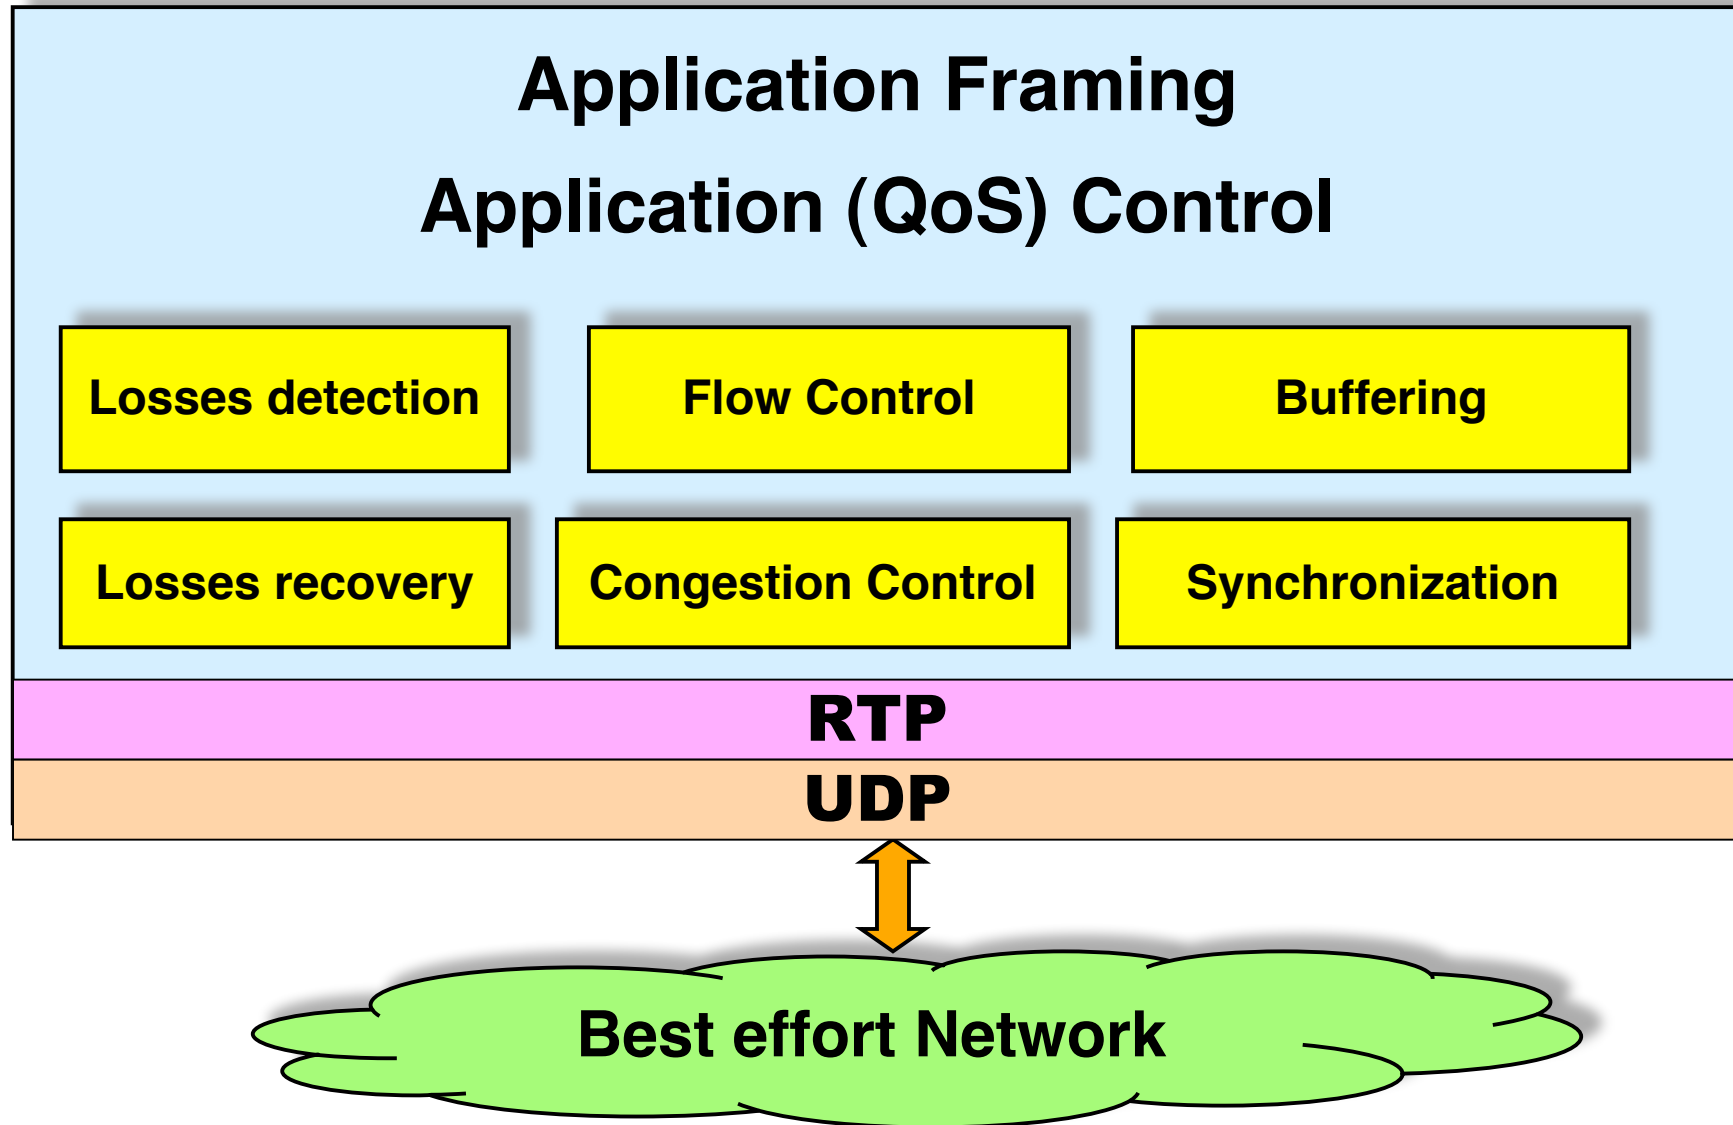 Application Framing
Application (QoS) Control
Losses detection
Flow Control
Buffering
Losses recovery
Congestion Control
Synchronization
RTP
UDP
Best effort Network